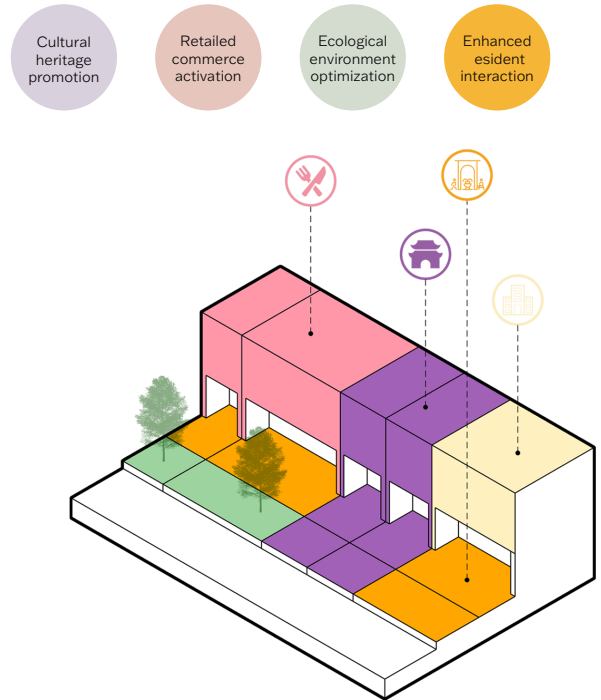 Cultural
heritage
promotion
Retailed
commerce
activation
Ecological
environment
optimization
Enhanced
esident
interaction